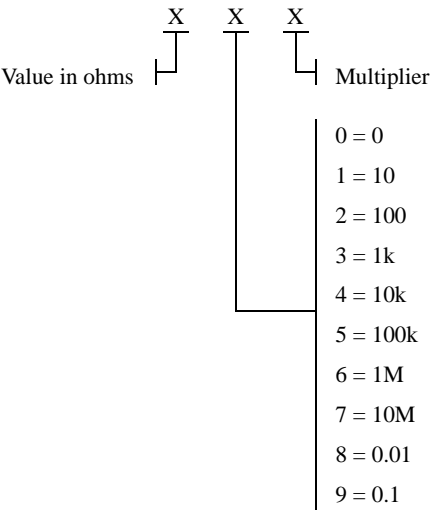 X X X
Value in ohms Multiplier
0 = 0
1 = 10
2 = 100
3 = 1k
4 = 10k
5 = 100k
6 = 1M
7 = 10M
8 = 0.01
9 = 0.1